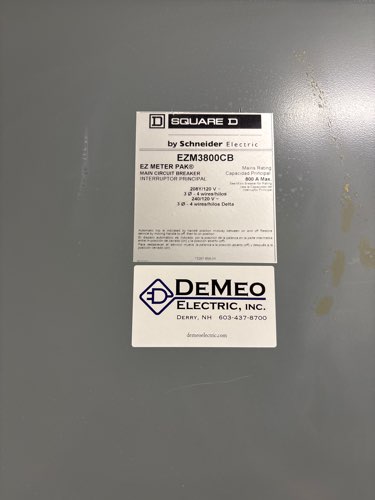 D SQUARE D
by Schneider Electric
EZM3800CB
EZ METER PAK®
MAIN CIRCUIT BREAKER
INTERRUPTOR PRINCIPAL
Mains Rating
Capacidad Principal
800 A Max.
208Y/120 V ~
3 Ø - 4 wires/hilos
240/120 V ~
3 Ø - 4 wires/hilos Delta
DEMEO
ELECTRIC, INC.
DERRY, NH 603-437-8700
demeoelectric.com